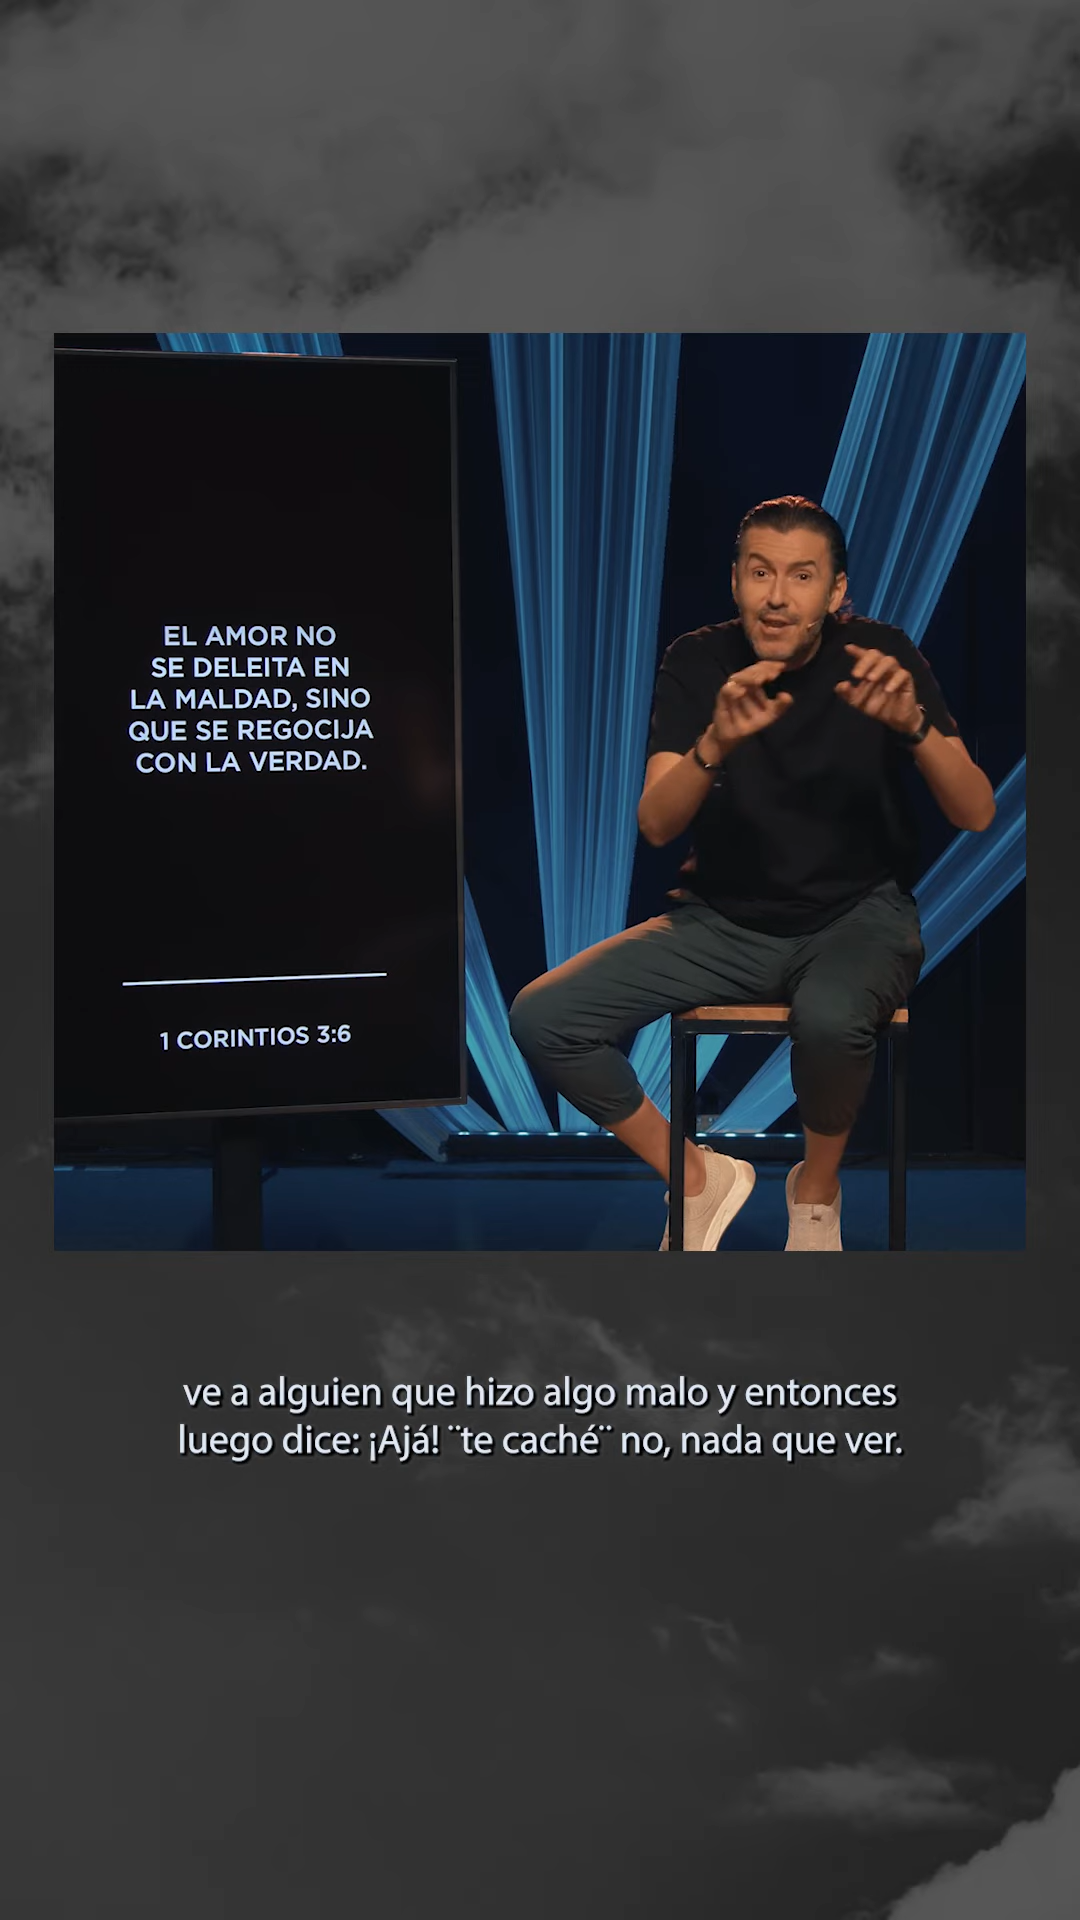 EL AMOR NO
SE DELEITA EN
LA MALDAD, SINO
QUE SE REGOCIJA
CON LA VERDAD.
1 CORINTIOS 3:6
ve a alguien que hizo algo malo y entonces
luego dice: ¡Ajá! ¨te caché¨ no, nada que ver.